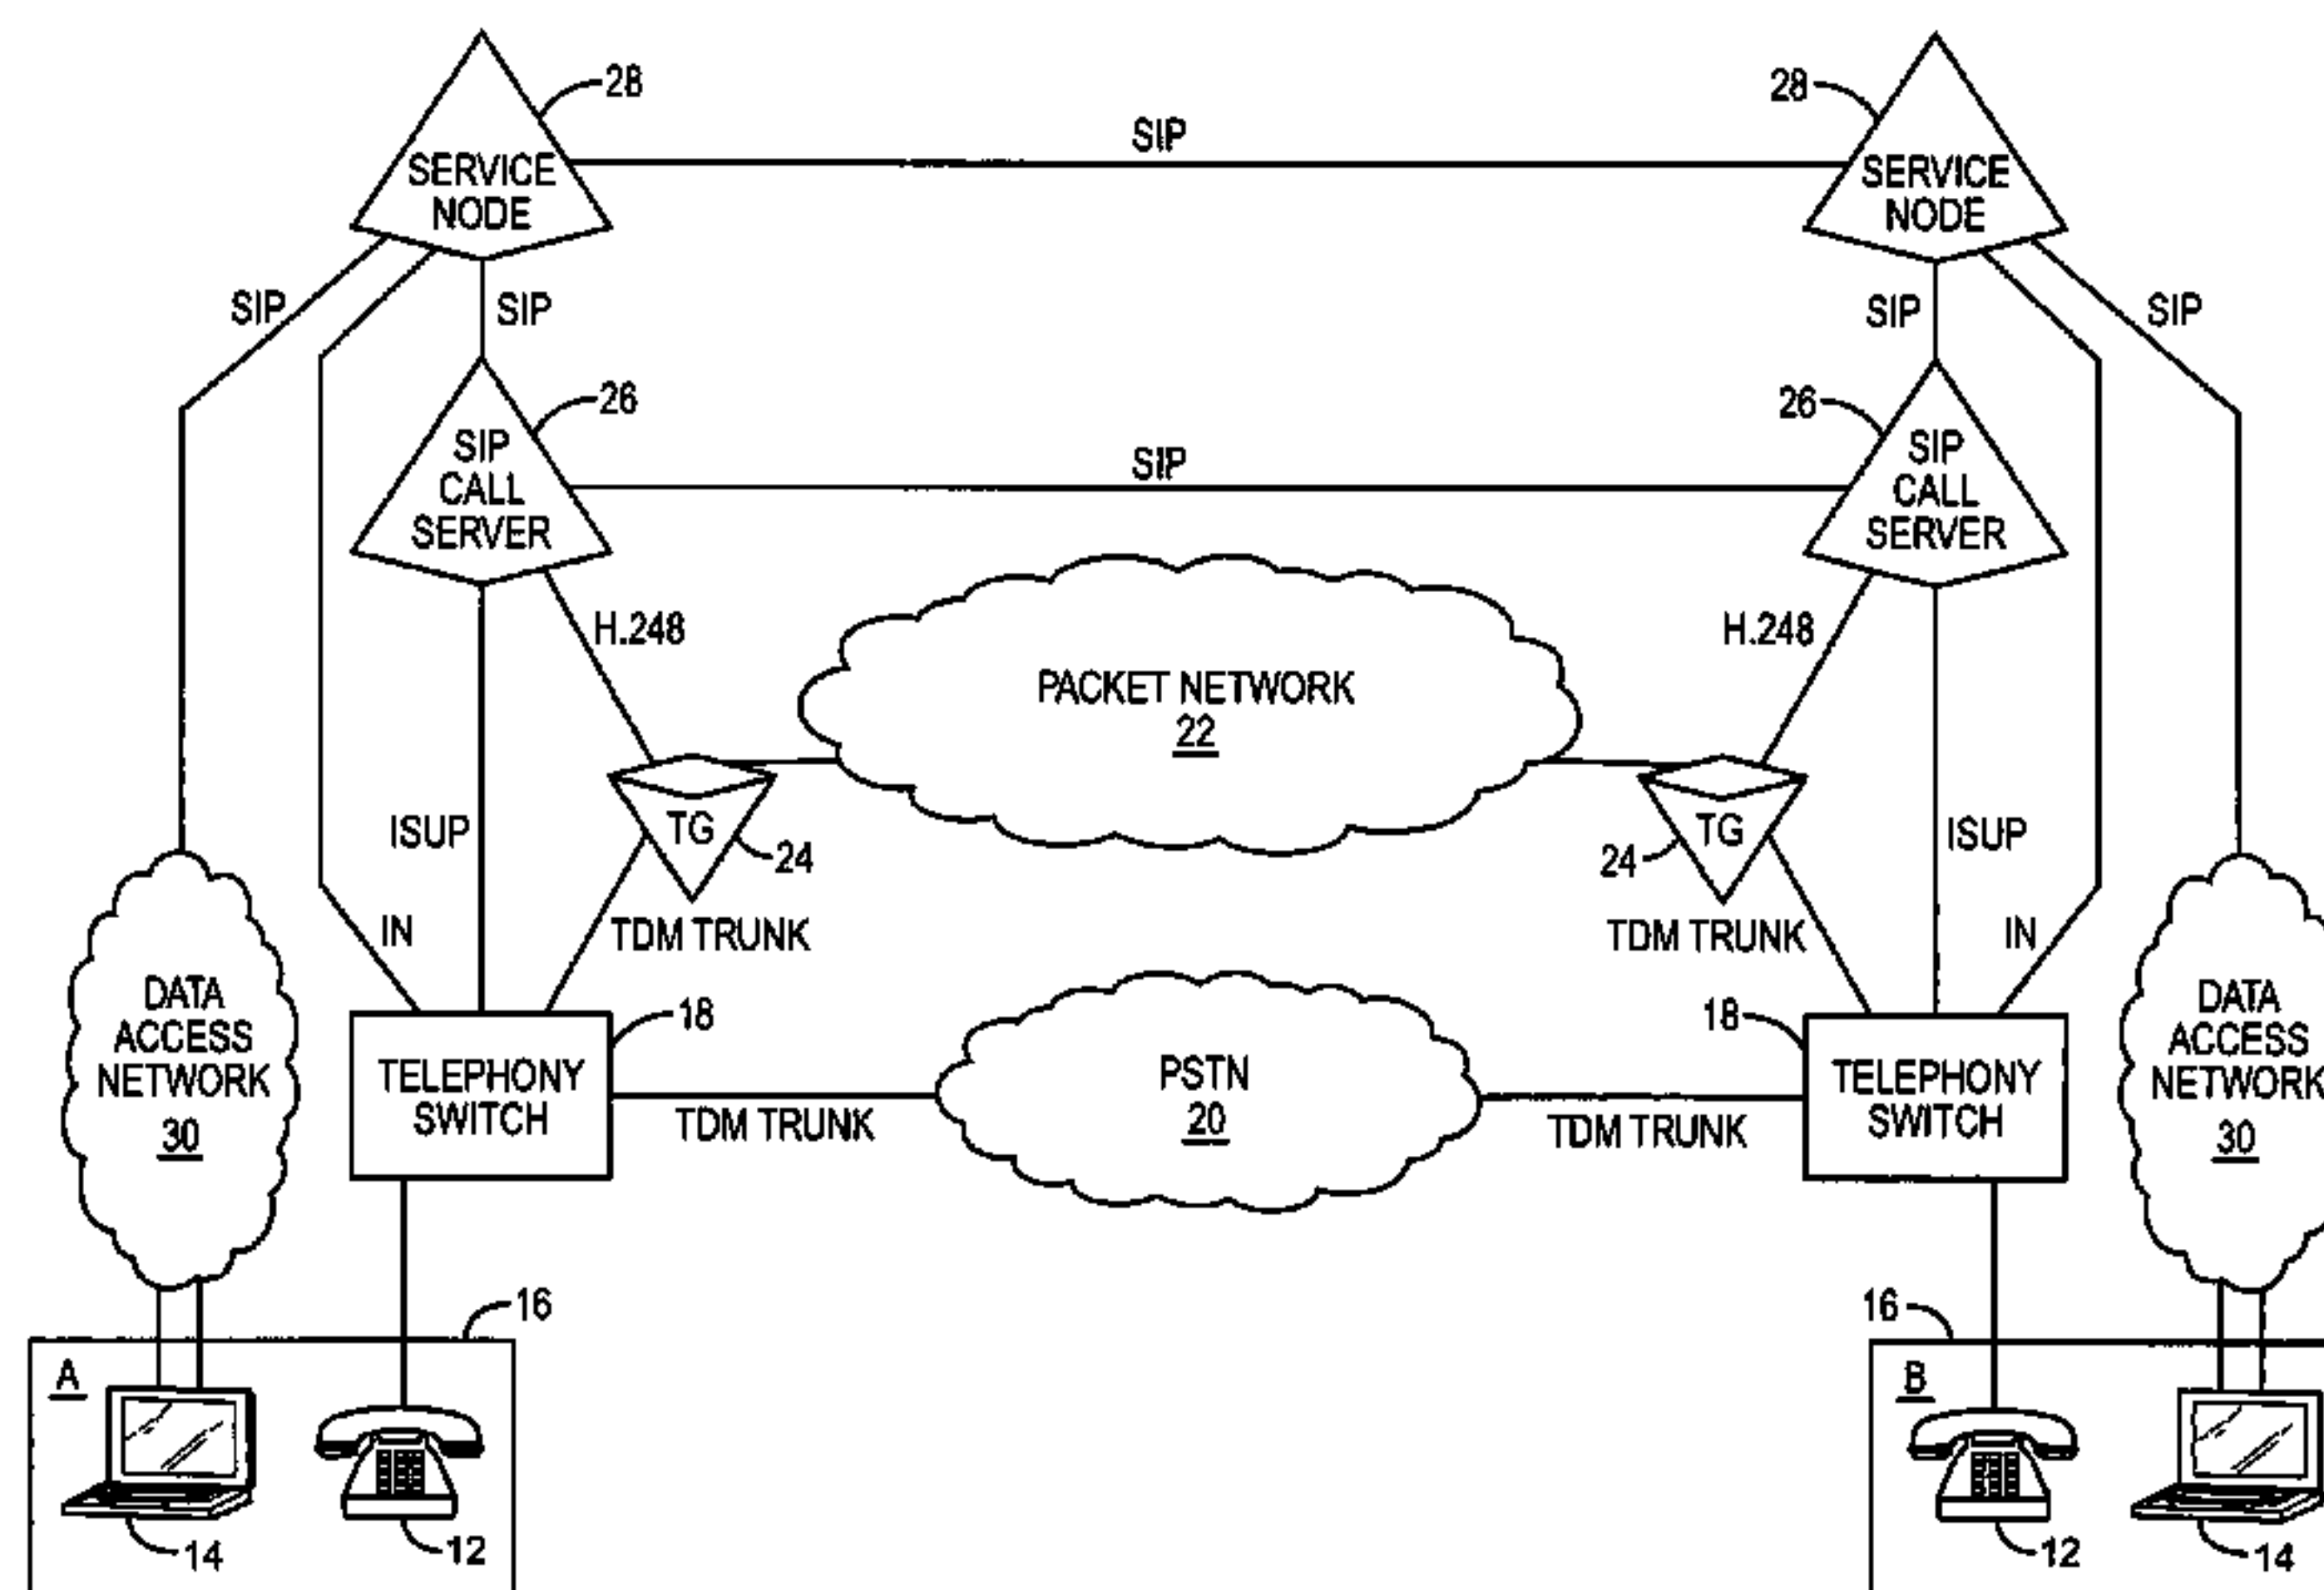 28
28
SIP
SERVICE
NODE
SERVICE
NODE
SIP
SIP
SIP
SIP
26
26
SIP
CALL
SERVER
SIP
SIP
CALL
SERVER
H.248
H.248
PACKET NETWORK
22
ISUP
TG
24
TG
24
ISUP
IN
TDM TRUNK
TDM TRUNK
IN
DATA
ACCESS
NETWORK
30
18
TELEPHONY
SWITCH
TDM TRUNK
PSTN
20
TDM TRUNK
18
TELEPHONY
SWITCH
DATA
ACCESS
NETWORK
30
16
16
A
B
14
12
12
14